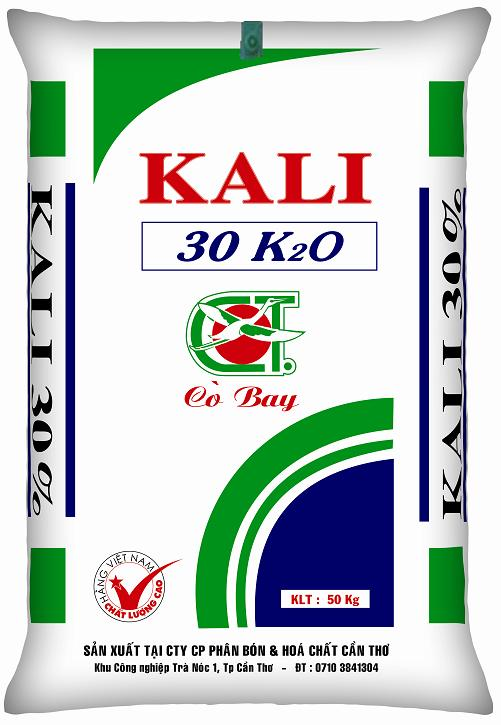 KALI
30 K2O
KALI 30%
KALI 30%
CT.
Cò Bay
HÀNG VIỆT NAM
CHẤT LƯỢNG CAO
KLT : 50 Kg
SẢN XUẤT TẠI CTY CP PHÂN BÓN & HOÁ CHẤT CẦN THƠ
Khu Công nghiệp Trà Nóc 1, Tp Cần Thơ - ĐT : 0710 3841304